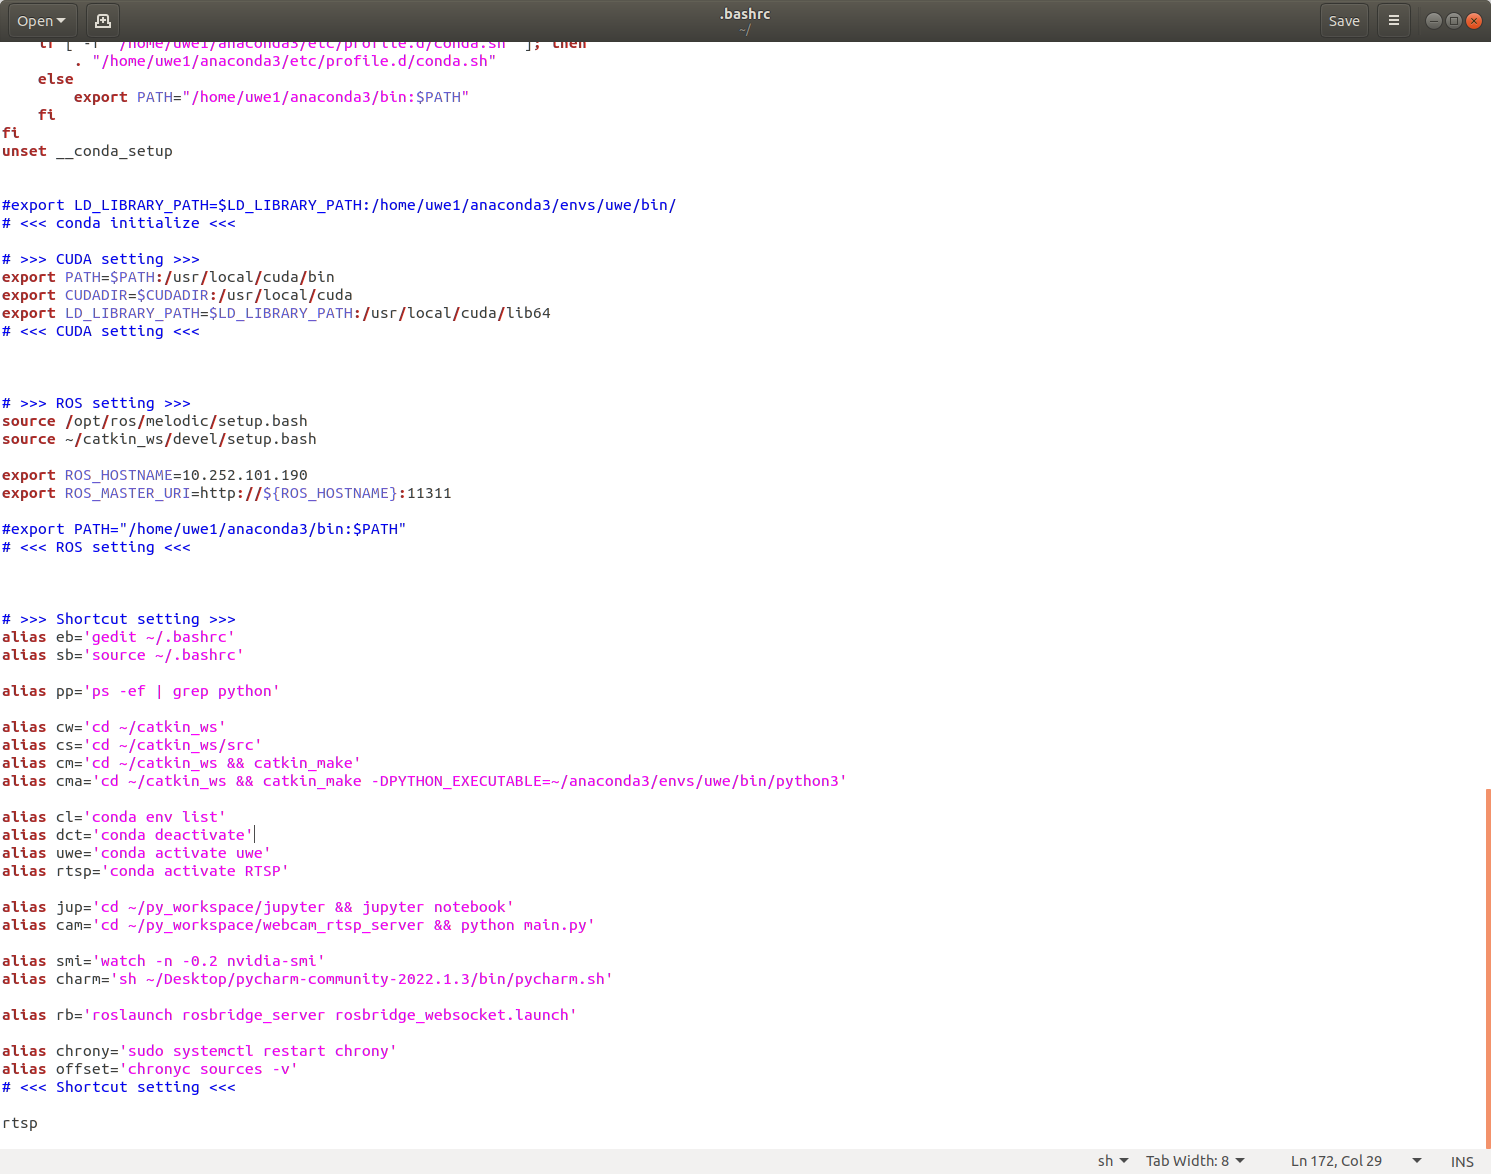 Open
.bashrc
~/
Save
if [ -f "/home/uwe1/anaconda3/etc/profile.d/conda.sh" ]; then
. "/home/uwe1/anaconda3/etc/profile.d/conda.sh"
else
export PATH="/home/uwe1/anaconda3/bin:$PATH"
fi
fi
unset __conda_setup
#export LD_LIBRARY_PATH=$LD_LIBRARY_PATH:/home/uwe1/anaconda3/envs/uwe/bin/
# <<< conda initialize <<<
# >>> CUDA setting >>>
export PATH=$PATH:/usr/local/cuda/bin
export CUDADIR=$CUDADIR:/usr/local/cuda
export LD_LIBRARY_PATH=$LD_LIBRARY_PATH:/usr/local/cuda/lib64
# <<< CUDA setting <<<
# >>> ROS setting >>>
source /opt/ros/melodic/setup.bash
source ~/catkin_ws/devel/setup.bash
export ROS_HOSTNAME=10.252.101.190
export ROS_MASTER_URI=http://${ROS_HOSTNAME}:11311
#export PATH="/home/uwe1/anaconda3/bin:$PATH"
# <<< ROS setting <<<
# >>> Shortcut setting >>>
alias eb='gedit ~/.bashrc'
alias sb='source ~/.bashrc'
alias pp='ps -ef | grep python'
alias cw='cd ~/catkin_ws'
alias cs='cd ~/catkin_ws/src'
alias cm='cd ~/catkin_ws && catkin_make'
alias cma='cd ~/catkin_ws && catkin_make -DPYTHON_EXECUTABLE=~/anaconda3/envs/uwe/bin/python3'
alias cl='conda env list'
alias dct='conda deactivate'
alias uwe='conda activate uwe'
alias rtsp='conda activate RTSP'
alias jup='cd ~/py_workspace/jupyter && jupyter notebook'
alias cam='cd ~/py_workspace/webcam_rtsp_server && python main.py'
alias smi='watch -n -0.2 nvidia-smi'
alias charm='sh ~/Desktop/pycharm-community-2022.1.3/bin/pycharm.sh'
alias rb='roslaunch rosbridge_server rosbridge_websocket.launch'
alias chrony='sudo systemctl restart chrony'
alias offset='chronyc sources -v'
# <<< Shortcut setting <<<
rtsp
sh Tab Width: 8 Ln 172, Col 29 INS